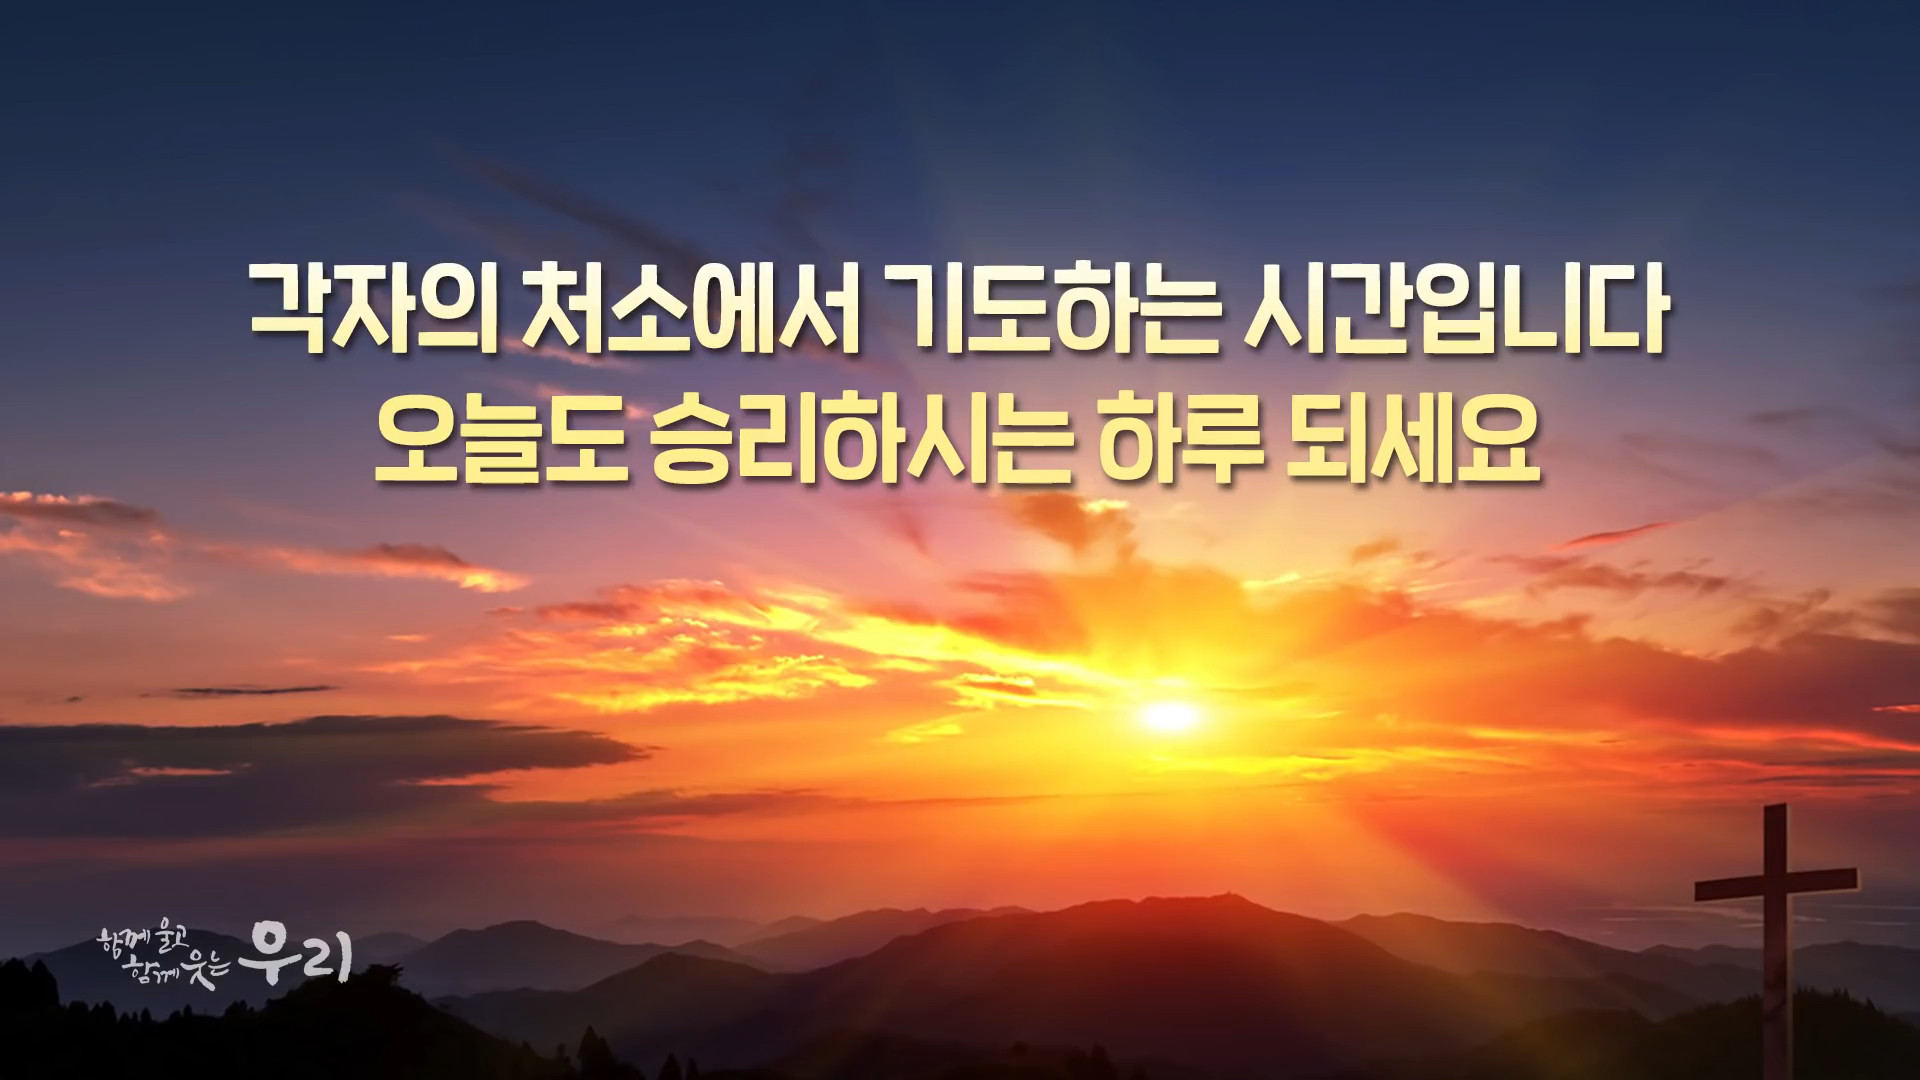 각자의 처소에서 기도하는 시간입니다
오늘도 승리하시는 하루 되세요
함께 울고
함께 웃는 우리